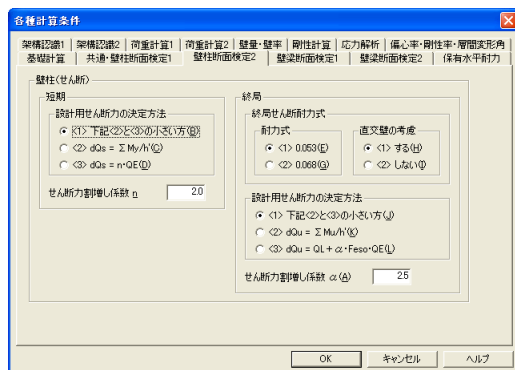 各種計算条件
架構認識1 架構認識2 荷重計算1 荷重計算2 壁量・壁率 剛性計算 応力解析 偏心率・剛性率・層間変形角
基礎計算 共通・壁柱断面検定1 壁柱断面検定2 壁梁断面検定1 壁梁断面検定2 保有水平耐力
壁柱(せん断)
短期
設計用せん断力の決定方法
<1> 下記<2>と<3>の小さい方(B)
<2> dQs = ΣMy/h'(C)
<3> dQs = n・QE(D)
せん断力割増し係数 n 2.0
終局
終局せん断耐力式
耐力式
<1> 0.053(E)
<2> 0.068(G)
直交壁の考慮
<1> する(H)
<2> しない(I)
設計用せん断力の決定方法
<1> 下記<2>と<3>の小さい方(J)
<2> dQu = ΣMu/h'(K)
<3> dQu = QL + α・Feso・QE(L)
せん断力割増し係数 α(A) 2.5
OK キャンセル ヘルプ